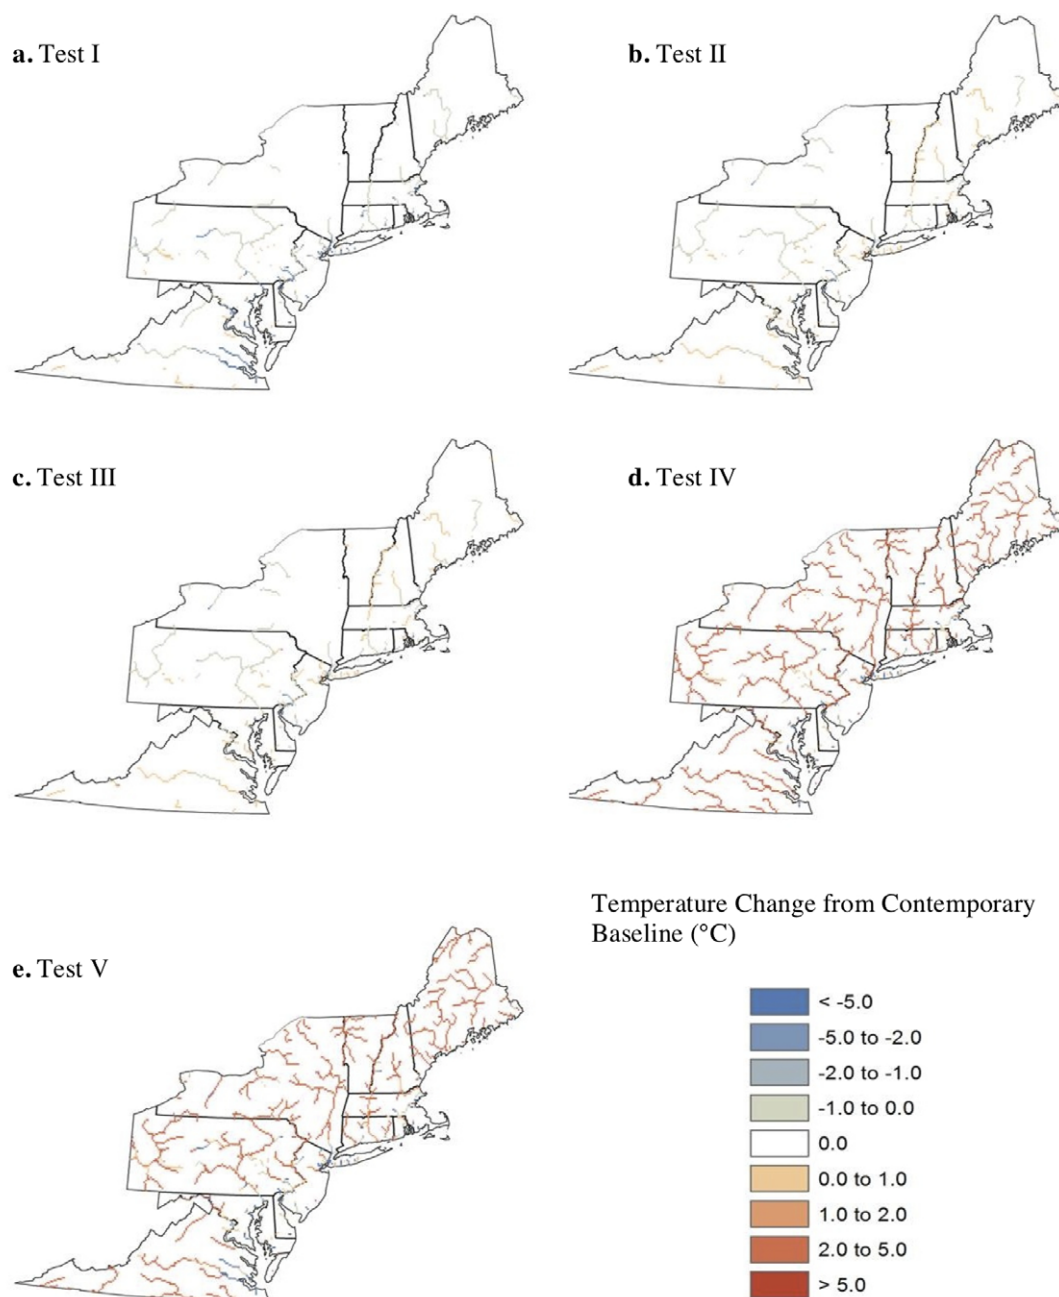 a. Test I
b. Test II
c. Test III
d. Test IV
e. Test V
Temperature Change from Contemporary
Baseline (°C)
< -5.0
-5.0 to -2.0
-2.0 to -1.0
-1.0 to 0.0
0.0
0.0 to 1.0
1.0 to 2.0
2.0 to 5.0
> 5.0